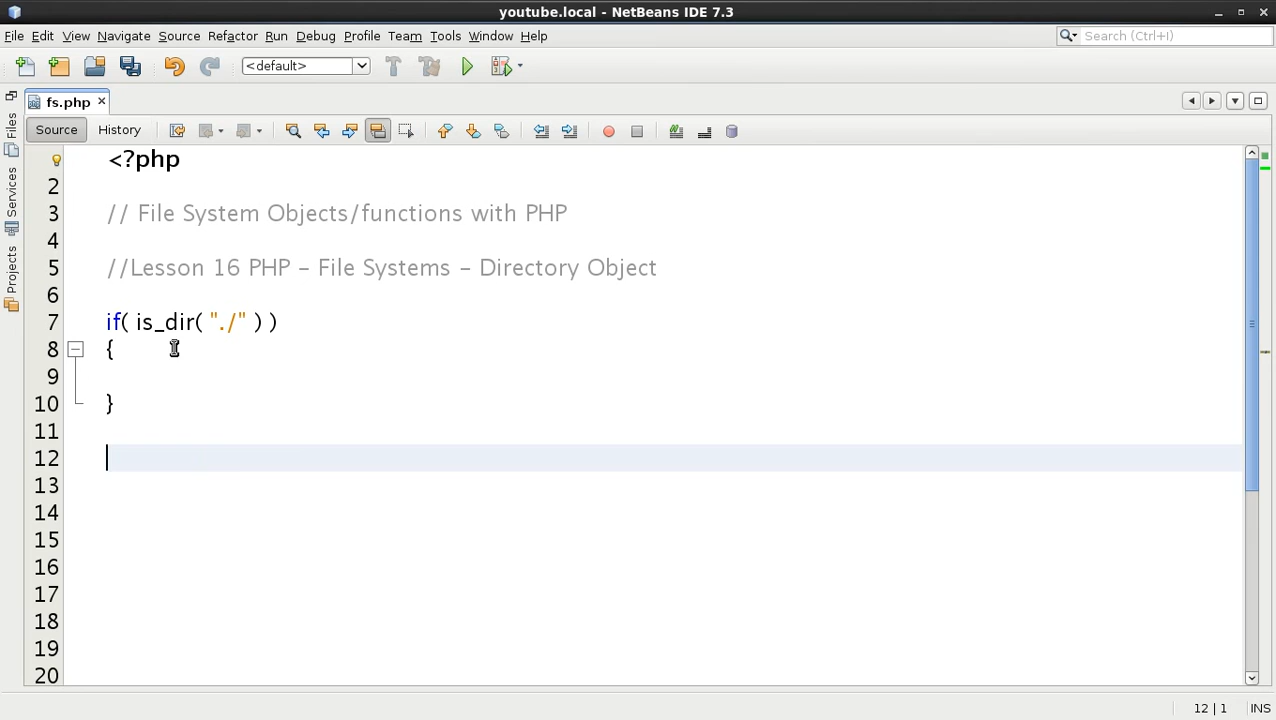 youtube.local - NetBeans IDE 7.3
File Edit View Navigate Source Refactor Run Debug Profile Team Tools Window Help
Search (Ctrl+I)
<default>
fs.php
Source History
Files
Services
Projects
<?php
2
3 // File System Objects/functions with PHP
4
5 //Lesson 16 PHP – File Systems – Directory Object
6
7 if( is_dir( "./" ) )
8 {
9
10 }
11
12
13
14
15
16
17
18
19
20
12 | 1 INS